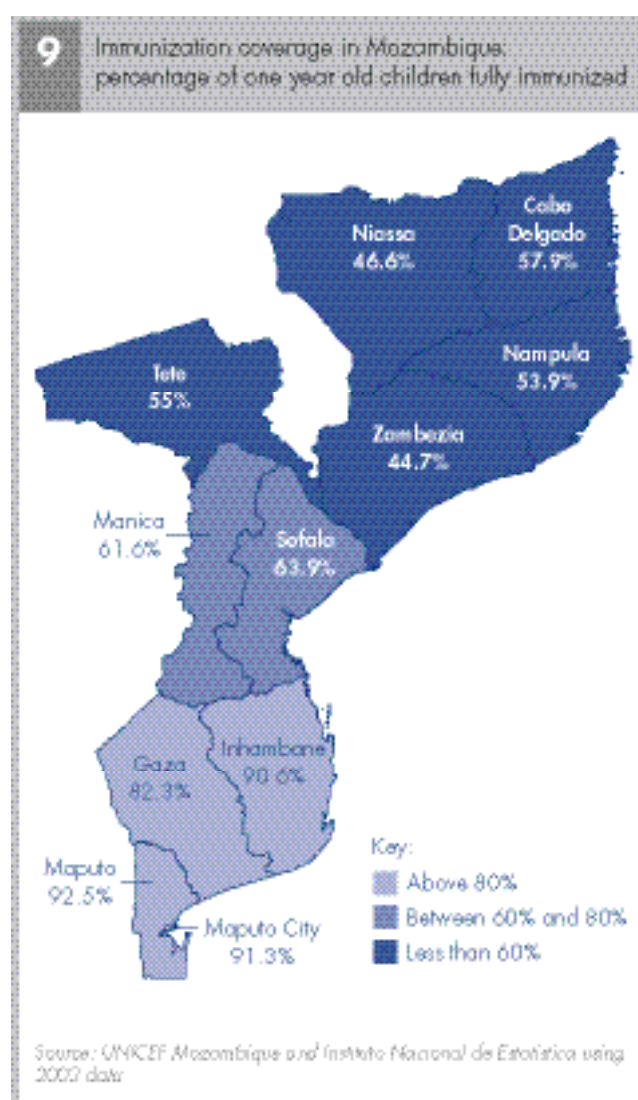 9
Immunization coverage in Mozambique:
percentage of one year old children fully immunized
Cabo
Delgado
57.9%
Niassa
46.6%
Nampula
53.9%
Tete
55%
Zambezia
44.7%
Manica
61.6%
Sofala
63.9%
Inhambane
90.6%
Gaza
82.3%
Maputo
92.5%
Maputo City
91.3%
Key:
Above 80%
Between 60% and 80%
Less than 60%
Source: UNICEF Mozambique and Instituto Nacional de Estatistica using
2003 data